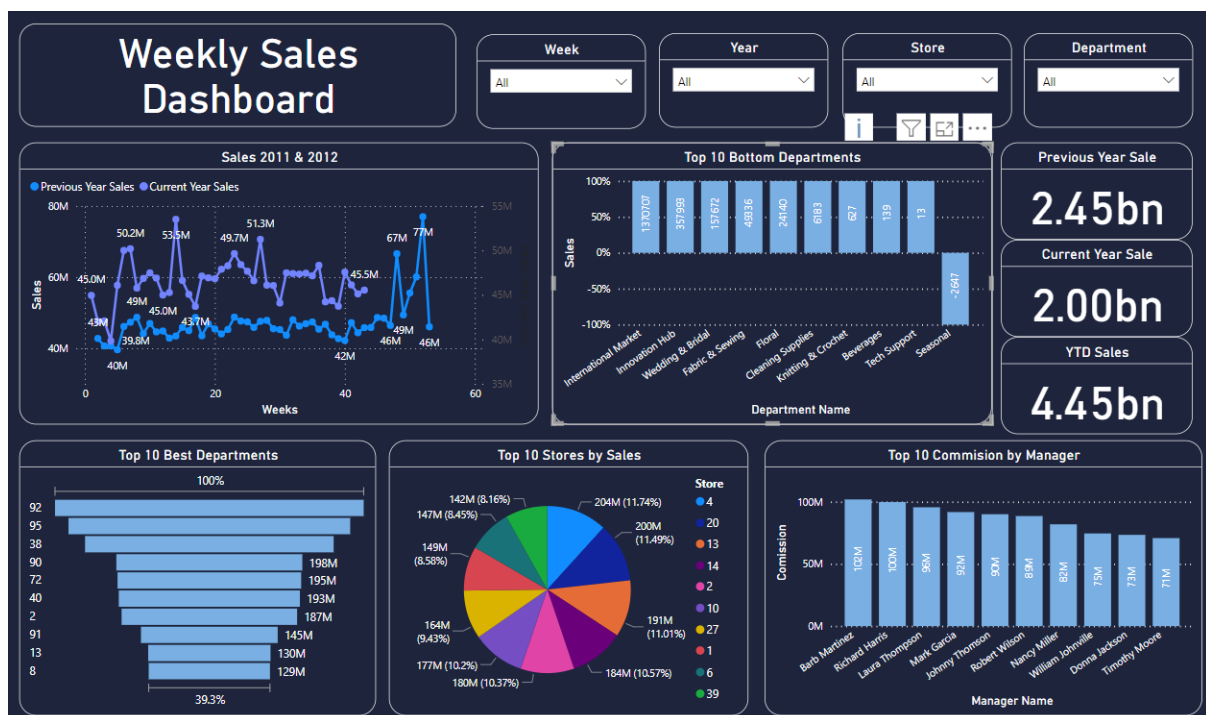 Weekly Sales
Dashboard
Week
All
Year
All
Store
All
Department
All
Sales 2011 & 2012
Previous Year Sales
Current Year Sales
80M
60M
40M
Sales
55M
50M
45M
40M
35M
45.0M
43M
50.2M
49M
39.8M
40M
45.0M
53.5M
43.7M
49.7M
51.3M
42M
45.5M
67M
46M
49M
77M
46M
0
20
40
60
Weeks
Top 10 Bottom Departments
100%
50%
0%
-50%
-100%
Sales
1370707
357993
157672
49336
24140
6183
627
139
13
-2647
International Market
Innovation Hub
Wedding & Bridal
Fabric & Sewing
Floral
Cleaning Supplies
Knitting & Crochet
Beverages
Tech Support
Seasonal
Department Name
Previous Year Sale
2.45bn
Current Year Sale
2.00bn
YTD Sales
4.45bn
Top 10 Best Departments
100%
92
95
38
90
198M
72
195M
40
193M
2
187M
91
145M
13
130M
8
129M
39.3%
Top 10 Stores by Sales
204M (11.74%)
200M
(11.49%)
191M
(11.01%)
184M (10.57%)
180M (10.37%)
177M (10.2%)
164M
(9.43%)
149M
(8.58%)
147M (8.45%)
142M (8.16%)
Store
4
20
13
14
2
10
27
1
6
39
Top 10 Commision by Manager
100M
50M
0M
Comission
102M
100M
96M
92M
90M
89M
82M
75M
73M
71M
Barb Martinez
Richard Harris
Laura Thompson
Mark Garcia
Johnny Thomson
Robert Wilson
Nancy Miller
William Johnville
Donna Jackson
Timothy Moore
Manager Name